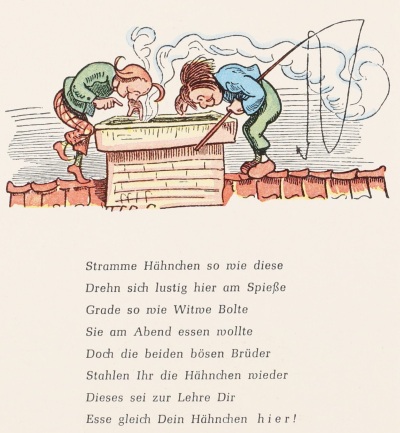 Stramme Hähnchen so wie diese
Drehn sich lustig hier am Spieße
Grade so wie Witwe Bolte
Sie am Abend essen wollte
Doch die beiden bösen Brüder
Stahlen Ihr die Hähnchen wieder
Dieses sei zur Lehre Dir
Esse gleich Dein Hähnchen hier!